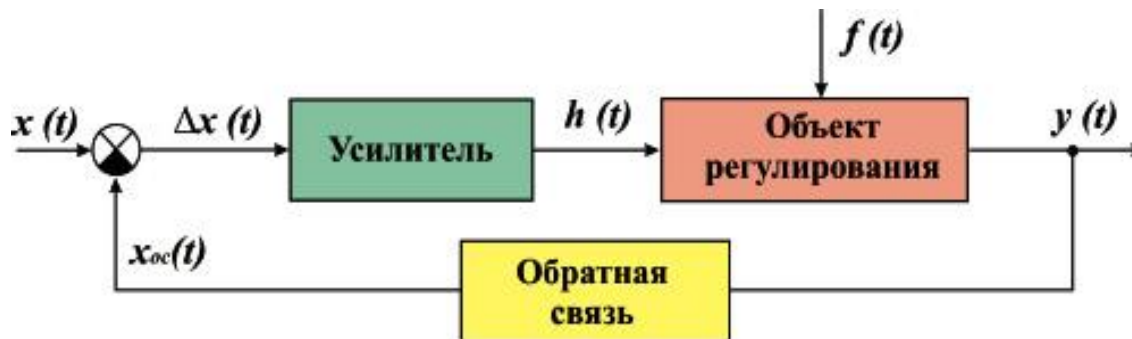 f (t)
x (t)
Δx (t)
Усилитель
h (t)
Объект
регулирования
y (t)
xос(t)
Обратная
связь